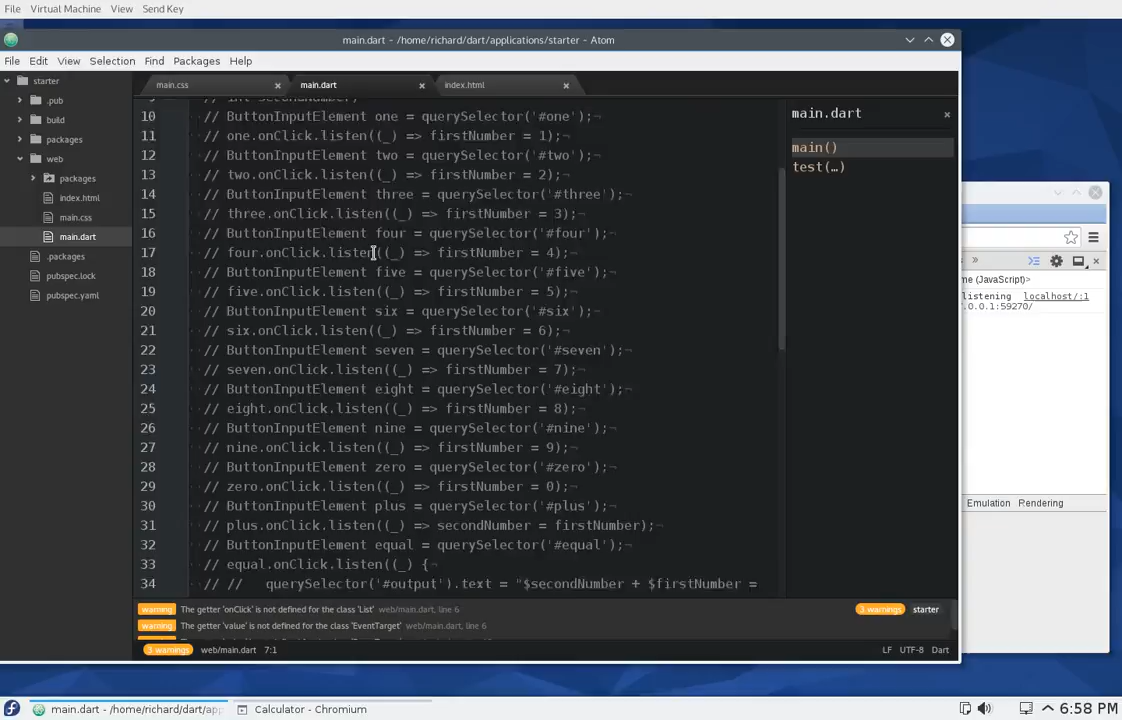 File Virtual Machine View Send Key
main.dart - /home/richard/dart/applications/starter - Atom
File Edit View Selection Find Packages Help
starter
.pub
build
packages
web
packages
index.html
main.css
main.dart
.packages
pubspec.lock
pubspec.yaml
main.css
main.dart
index.html
10 // ButtonInputElement one = querySelector('#one');
11 // one.onClick.listen((_) => firstNumber = 1);
12 // ButtonInputElement two = querySelector('#two');
13 // two.onClick.listen((_) => firstNumber = 2);
14 // ButtonInputElement three = querySelector('#three');
15 // three.onClick.listen((_) => firstNumber = 3);
16 // ButtonInputElement four = querySelector('#four');
17 // four.onClick.listen((_) => firstNumber = 4);
18 // ButtonInputElement five = querySelector('#five');
19 // five.onClick.listen((_) => firstNumber = 5);
20 // ButtonInputElement six = querySelector('#six');
21 // six.onClick.listen((_) => firstNumber = 6);
22 // ButtonInputElement seven = querySelector('#seven');
23 // seven.onClick.listen((_) => firstNumber = 7);
24 // ButtonInputElement eight = querySelector('#eight');
25 // eight.onClick.listen((_) => firstNumber = 8);
26 // ButtonInputElement nine = querySelector('#nine');
27 // nine.onClick.listen((_) => firstNumber = 9);
28 // ButtonInputElement zero = querySelector('#zero');
29 // zero.onClick.listen((_) => firstNumber = 0);
30 // ButtonInputElement plus = querySelector('#plus');
31 // plus.onClick.listen((_) => secondNumber = firstNumber);
32 // ButtonInputElement equal = querySelector('#equal');
33 // equal.onClick.listen((_) {
34 // // querySelector('#output').text = "$secondNumber + $firstNumber =
main.dart
main()
test(…)
warning The getter 'onClick' is not defined for the class 'List' web/main.dart, line 6
3 warnings starter
warning The getter 'value' is not defined for the class 'EventTarget' web/main.dart, line 6
3 warnings web/main.dart 7:1 LF UTF-8 Dart
»
me (JavaScript)>
listening localhost/:1
.0.0.1:59270/
Emulation Rendering
main.dart - /home/richard/dart/app
Calculator - Chromium
6:58 PM